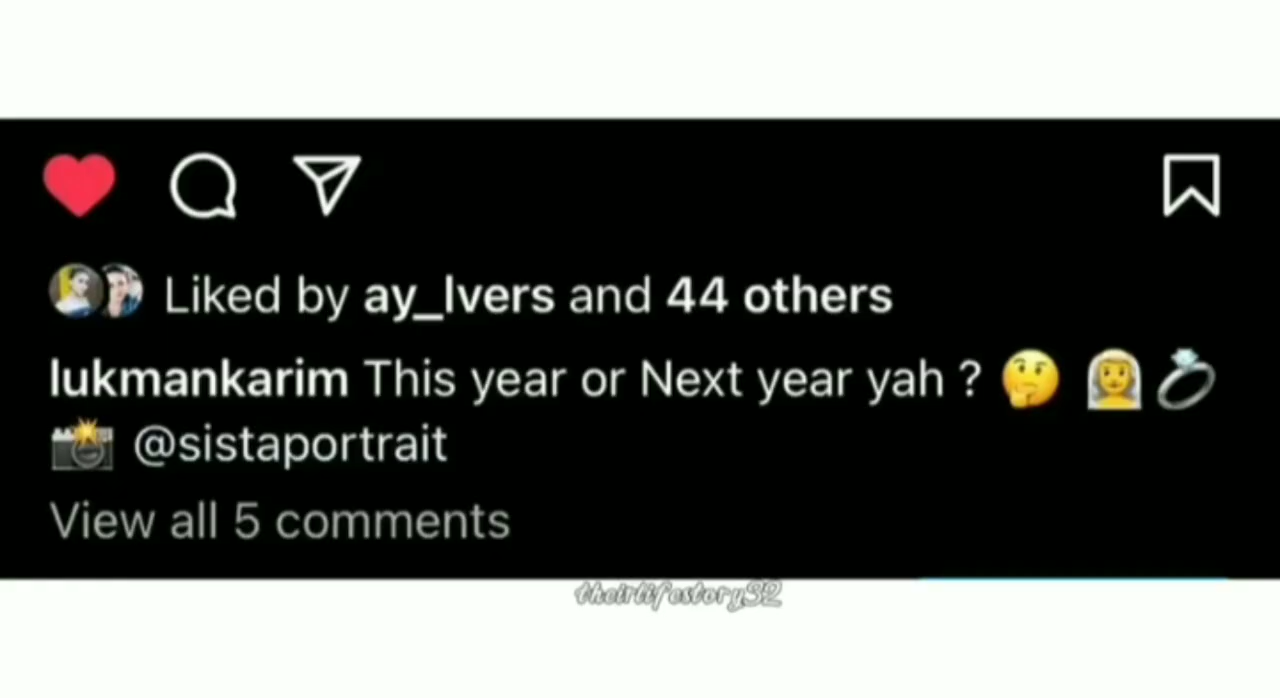 Liked by ay_lvers and 44 others
lukmankarim This year or Next year yah ? 🤔 👰💍
📸 @sistaportrait
View all 5 comments
theirlifestory32